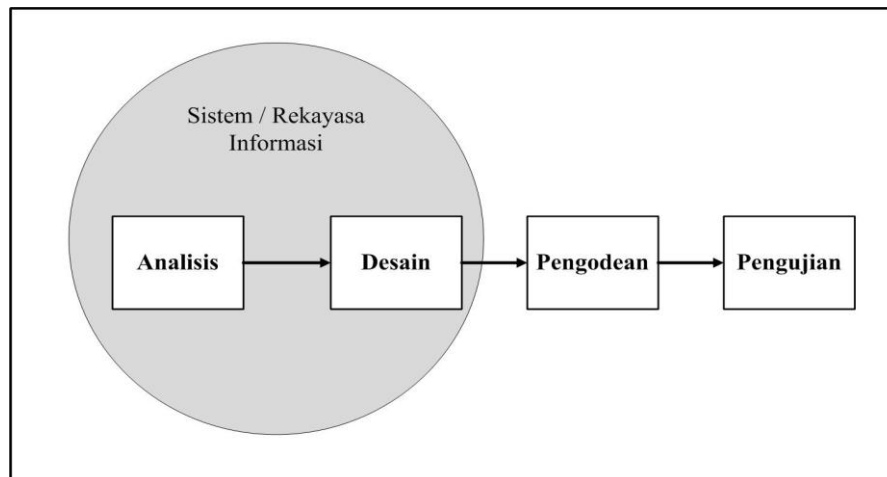 Sistem / Rekayasa
Informasi
Analisis
Desain
Pengodean
Pengujian